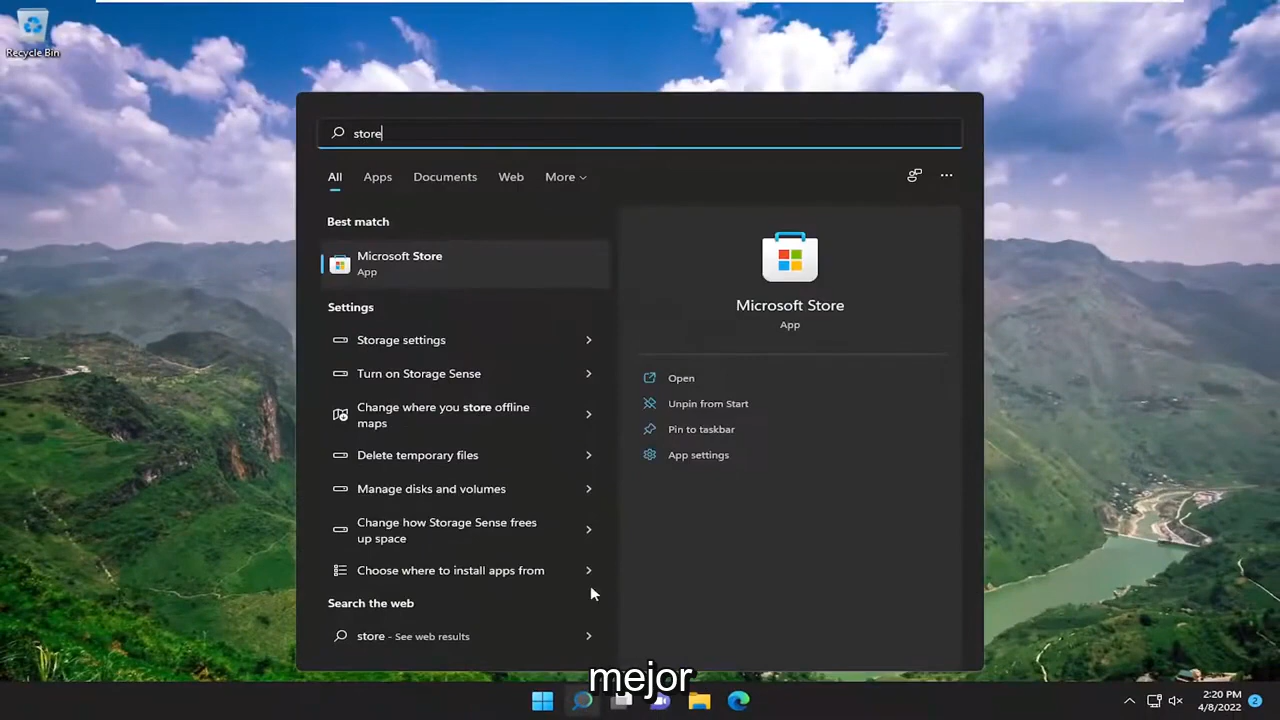 Recycle Bin
store
All Apps Documents Web More
Best match
Microsoft Store
App
Settings
Storage settings
Turn on Storage Sense
Change where you store offline
maps
Delete temporary files
Manage disks and volumes
Change how Storage Sense frees
up space
Choose where to install apps from
Search the web
store - See web results
Microsoft Store
App
Open
Unpin from Start
Pin to taskbar
App settings
mejor
2:20 PM
4/8/2022
2